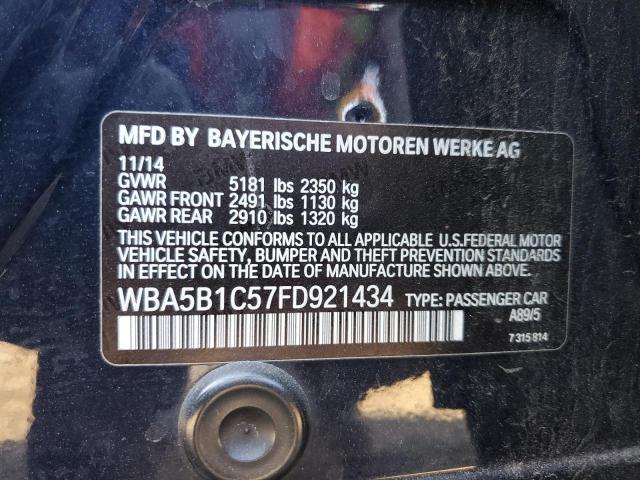 MFD BY BAYERISCHE MOTOREN WERKE AG
11/14
GVWR 5181 lbs 2350 kg
GAWR FRONT 2491 lbs 1130 kg
GAWR REAR 2910 lbs 1320 kg
THIS VEHICLE CONFORMS TO ALL APPLICABLE U.S.FEDERAL MOTOR
VEHICLE SAFETY, BUMPER AND THEFT PREVENTION STANDARDS
IN EFFECT ON THE DATE OF MANUFACTURE SHOWN ABOVE.
WBA5B1C57FD921434 TYPE: PASSENGER CAR
A89/5
7 315 814